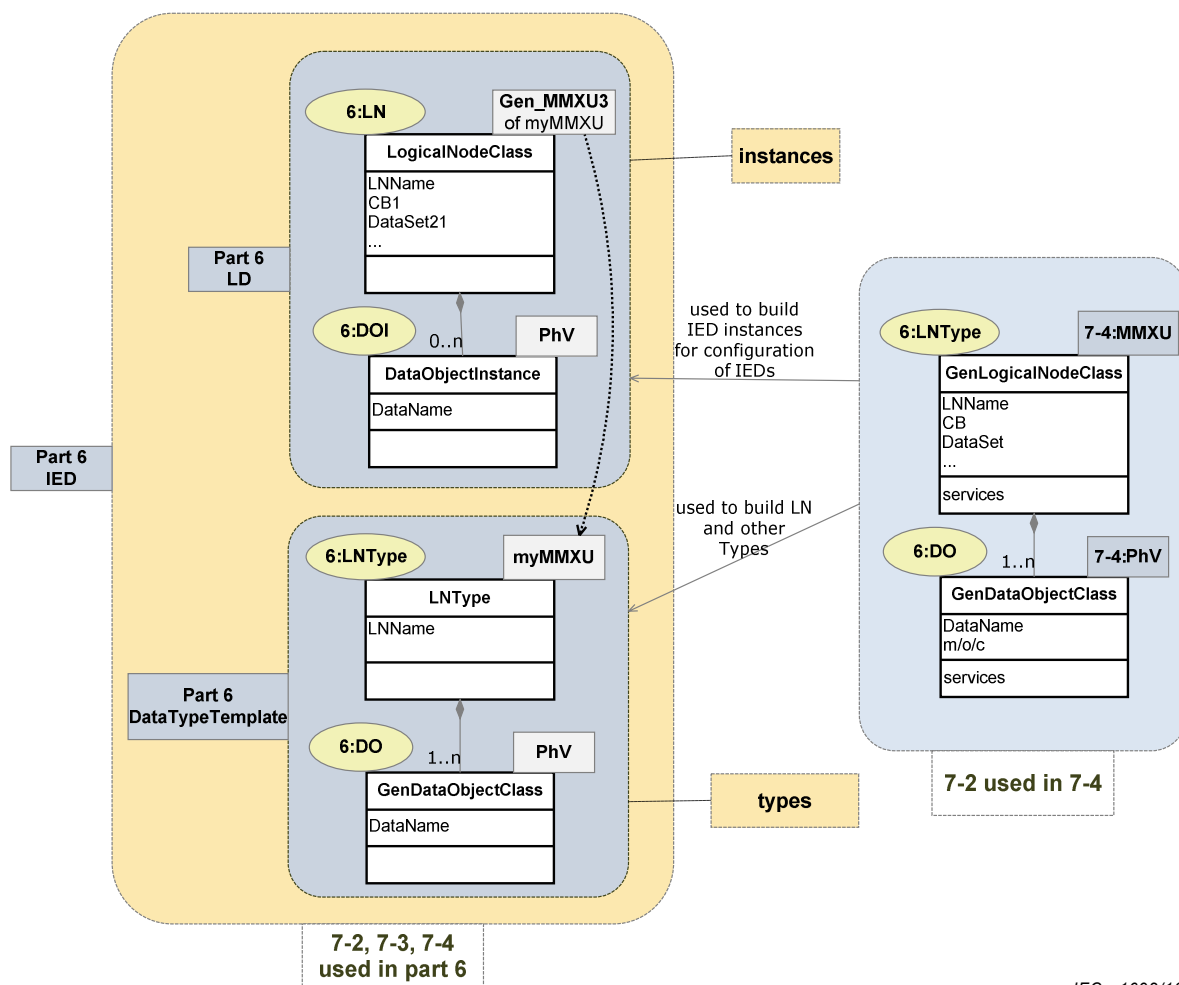 6:LN
Gen_MMXU3
of myMMXU
LogicalNodeClass
LNName
CB1
DataSet21
...
Part 6
LD
6:DOI
0..n
PhV
DataObjectInstance
DataName
Part 6
IED
6:LNType
myMMXU
LNType
LNName
Part 6
DataTypeTemplate
6:DO
1..n
PhV
GenDataObjectClass
DataName
7-2, 7-3, 7-4
used in part 6
instances
used to build
IED instances
for configuration
of IEDs
used to build LN
and other
Types
types
6:LNType
7-4:MMXU
GenLogicalNodeClass
LNName
CB
DataSet
...
services
6:DO
1..n
7-4:PhV
GenDataObjectClass
DataName
m/o/c
services
7-2 used in 7-4